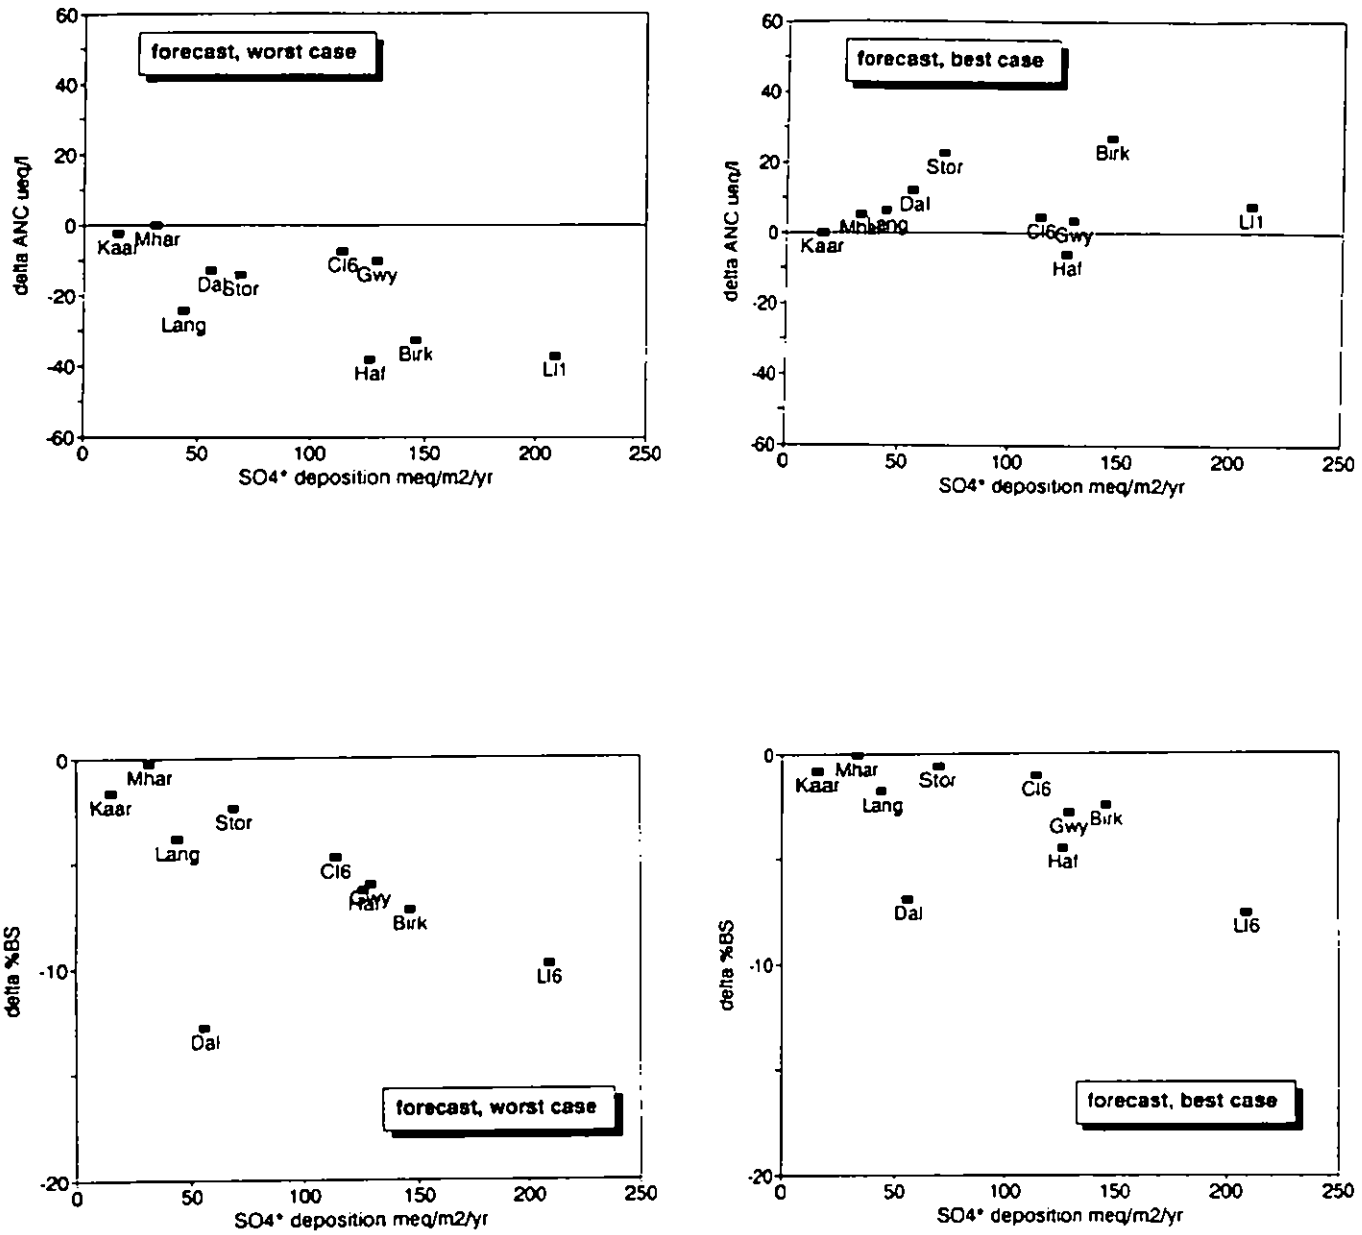 forecast, worst case
60
40
20
0
-20
-40
-60
delta ANC ueq/l
Kaar
Mhar
Dal
Stor
Lang
Cl6
Gwy
Haf
Birk
Ll1
0
50
100
150
200
250
SO4* deposition meq/m2/yr
forecast, best case
60
40
20
0
-20
-40
-60
delta ANC ueq/l
Kaar
Mhar
Lang
Dal
Stor
Cl6
Gwy
Haf
Birk
Ll1
0
50
100
150
200
250
SO4* deposition meq/m2/yr
0
-10
-20
delta %BS
Mhar
Kaar
Stor
Lang
Cl6
Gwy
Haf
Birk
Ll6
Dal
forecast, worst case
0
50
100
150
200
250
SO4* deposition meq/m2/yr
0
-10
-20
delta %BS
Mhar
Kaar
Stor
Lang
Cl6
Gwy
Birk
Haf
Dal
Ll6
forecast, best case
0
50
100
150
200
250
SO4* deposition meq/m2/yr